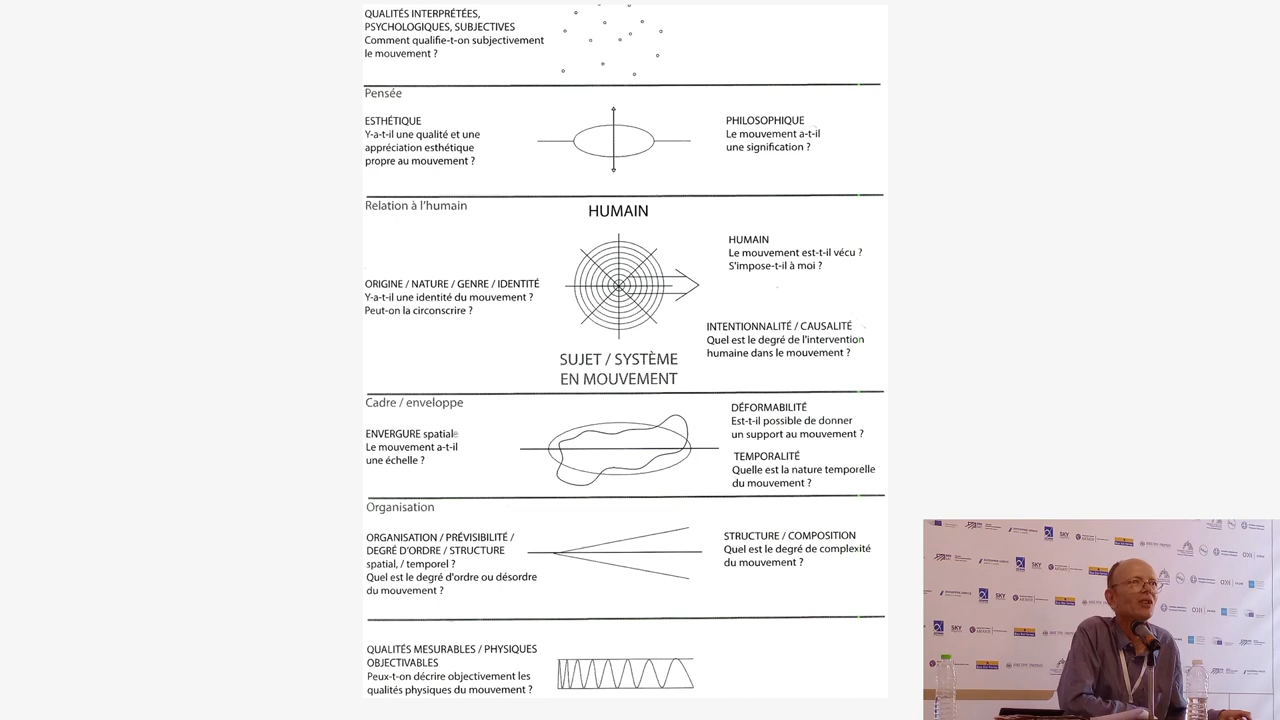 QUALITÉS INTERPRÉTÉES,
PSYCHOLOGIQUES, SUBJECTIVES
Comment qualifie-t-on subjectivement
le mouvement ?
Pensée
ESTHÉTIQUE
Y-a-t-il une qualité et une
appréciation esthétique
propre au mouvement ?
PHILOSOPHIQUE
Le mouvement a-t-il
une signification ?
Relation à l'humain
HUMAIN
HUMAIN
Le mouvement est-t-il vécu ?
S'impose-t-il à moi ?
ORIGINE / NATURE / GENRE / IDENTITÉ
Y-a-t-il une identité du mouvement ?
Peut-on la circonscrire ?
INTENTIONNALITÉ / CAUSALITÉ
Quel est le degré de l'intervention
humaine dans le mouvement ?
SUJET / SYSTÈME
EN MOUVEMENT
Cadre / enveloppe
ENVERGURE spatiale
Le mouvement a-t-il
une échelle ?
DÉFORMABILITÉ
Est-t-il possible de donner
un support au mouvement ?
TEMPORALITÉ
Quelle est la nature temporelle
du mouvement ?
Organisation
ORGANISATION / PRÉVISIBILITÉ /
DEGRÉ D'ORDRE / STRUCTURE
spatial, / temporel ?
Quel est le degré d'ordre ou désordre
du mouvement ?
STRUCTURE / COMPOSITION
Quel est le degré de complexité
du mouvement ?
QUALITÉS MESURABLES / PHYSIQUES
OBJECTIVABLES
Peux-t-on décrire objectivement les
qualités physiques du mouvement ?
SKY
SKY
SKY